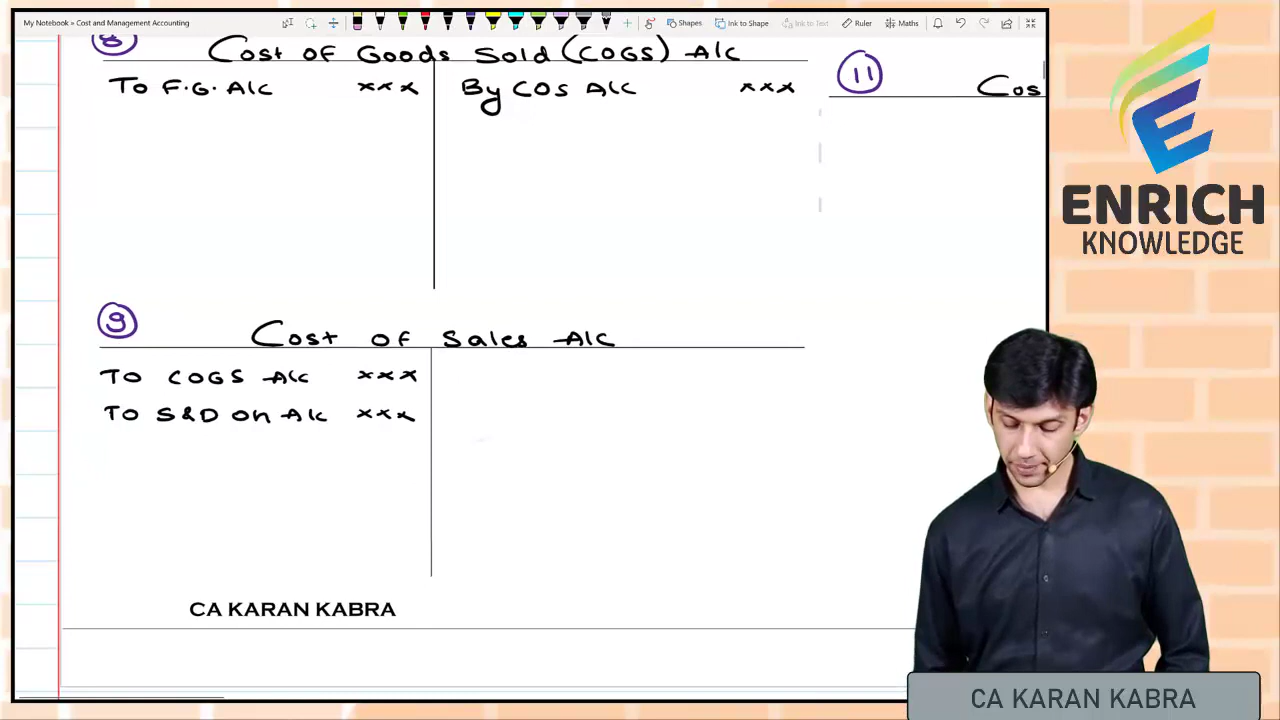 My Notebook » Cost and Management Accounting
Shapes
Ink to Shape
Ink to Text
Ruler
Maths
8
Cost of Goods Sold (COGS) A/c
To F.G. A/c xxx
By COS A/c xxx
11
Cos
9
Cost of Sales A/c
To COGS A/c xxx
To S&D OH A/c xxx
CA KARAN KABRA
E
ENRICH
KNOWLEDGE
CA KARAN KABRA